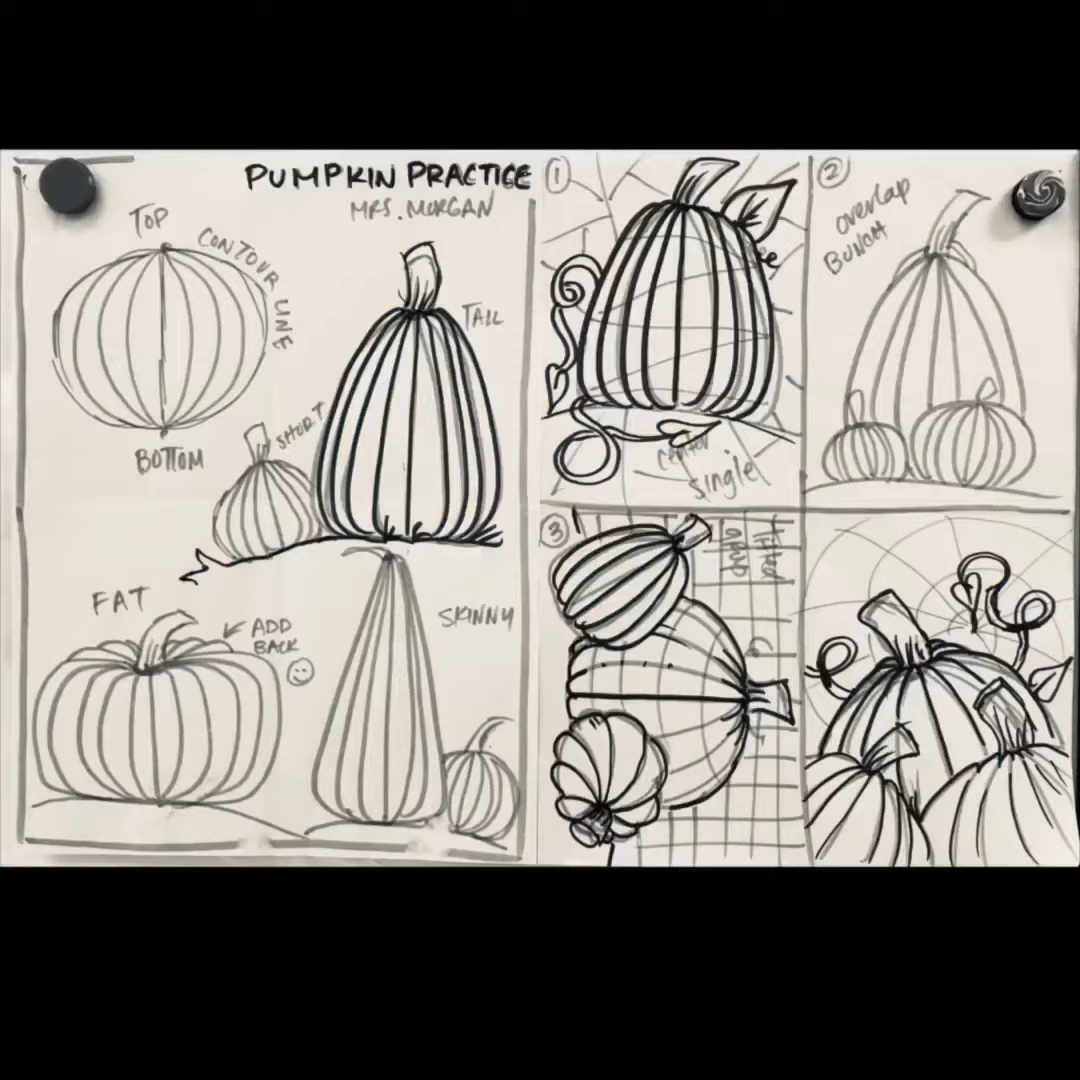 PUMPKIN PRACTICE
MRS. MORGAN
TOP
CONTOUR LINE
BOTTOM
TALL
SHORT
FAT
ADD
BACK
SKINNY
1
center
single
2
overlap
BUNCH
3
tilted